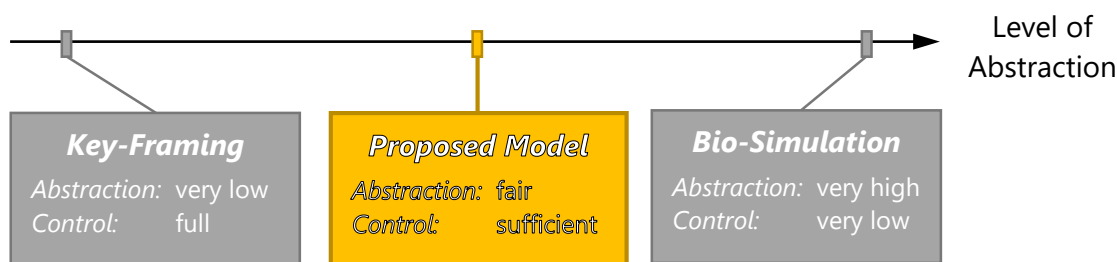 Level of
Abstraction
Key-Framing
Abstraction: very low
Control: full
Proposed Model
Abstraction: fair
Control: sufficient
Bio-Simulation
Abstraction: very high
Control: very low